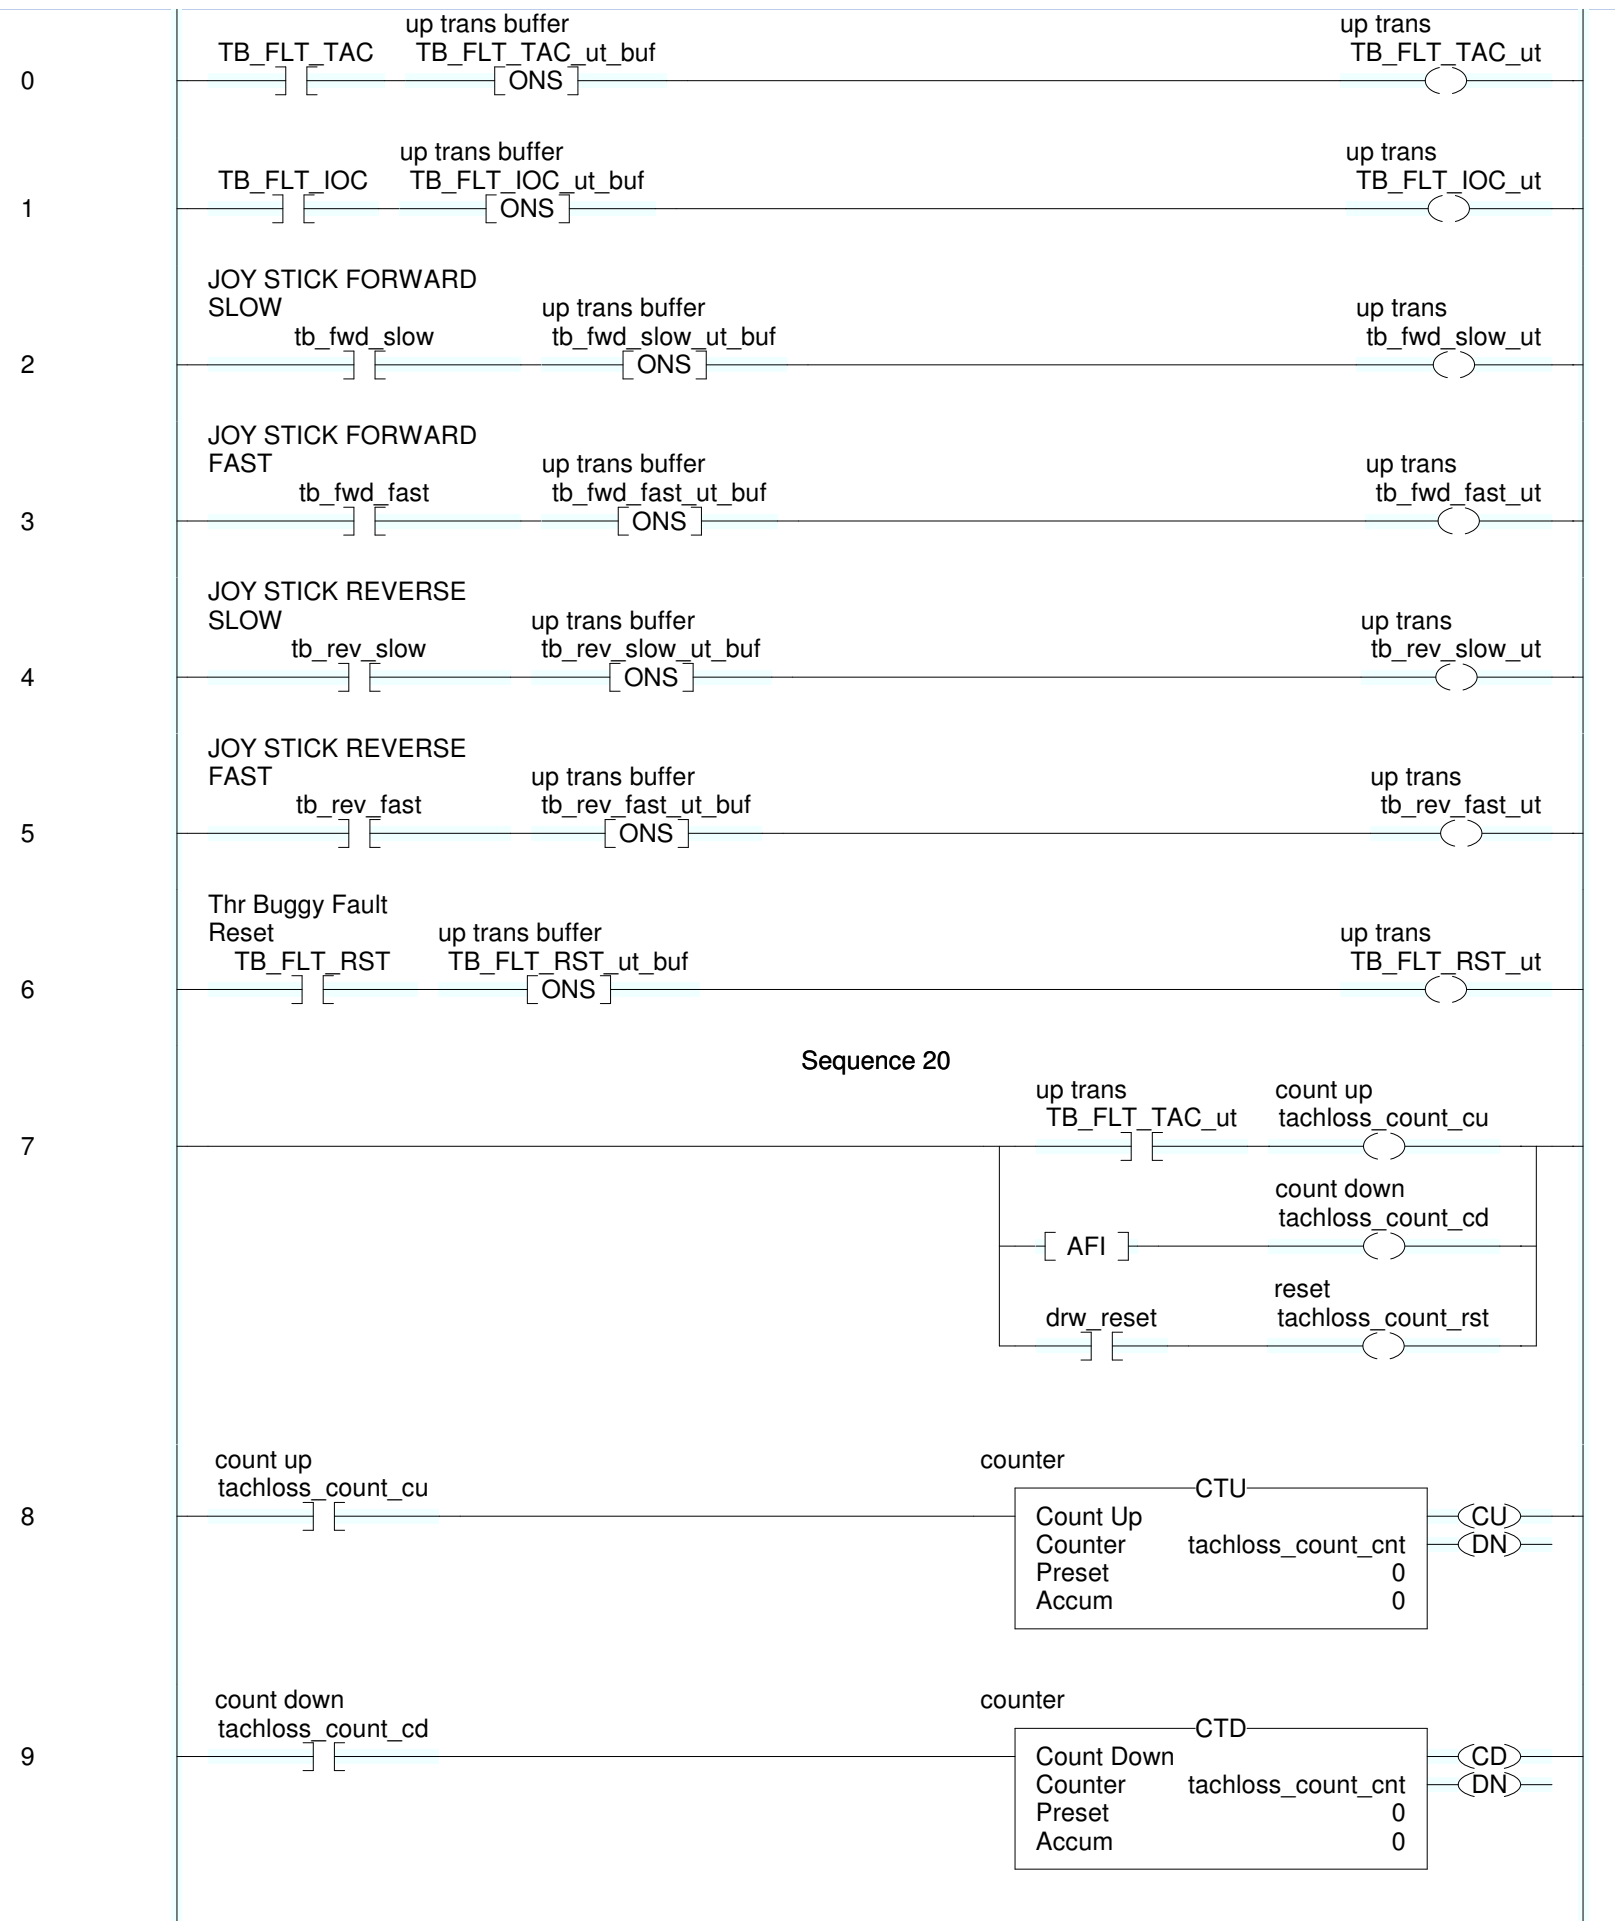 up trans buffer up trans
TB_FLT_TAC TB_FLT_TAC_ut_buf TB_FLT_TAC_ut
0 ONS
up trans buffer up trans
TB_FLT_IOC TB_FLT_IOC_ut_buf TB_FLT_IOC_ut
1 ONS
JOY STICK FORWARD
SLOW up trans buffer up trans
tb_fwd_slow tb_fwd_slow_ut_buf tb_fwd_slow_ut
2 ONS
JOY STICK FORWARD
FAST up trans buffer up trans
tb_fwd_fast tb_fwd_fast_ut_buf tb_fwd_fast_ut
3 ONS
JOY STICK REVERSE
SLOW up trans buffer up trans
tb_rev_slow tb_rev_slow_ut_buf tb_rev_slow_ut
4 ONS
JOY STICK REVERSE
FAST up trans buffer up trans
tb_rev_fast tb_rev_fast_ut_buf tb_rev_fast_ut
5 ONS
Thr Buggy Fault
Reset up trans buffer up trans
TB_FLT_RST TB_FLT_RST_ut_buf TB_FLT_RST_ut
6 ONS
Sequence 20
up trans count up
TB_FLT_TAC_ut tachloss_count_cu
7
count down
tachloss_count_cd
AFI
reset
drw_reset tachloss_count_rst
count up counter
tachloss_count_cu CTU
8 Count Up CU
Counter tachloss_count_cnt DN
Preset 0
Accum 0
count down counter
tachloss_count_cd CTD
9 Count Down CD
Counter tachloss_count_cnt DN
Preset 0
Accum 0